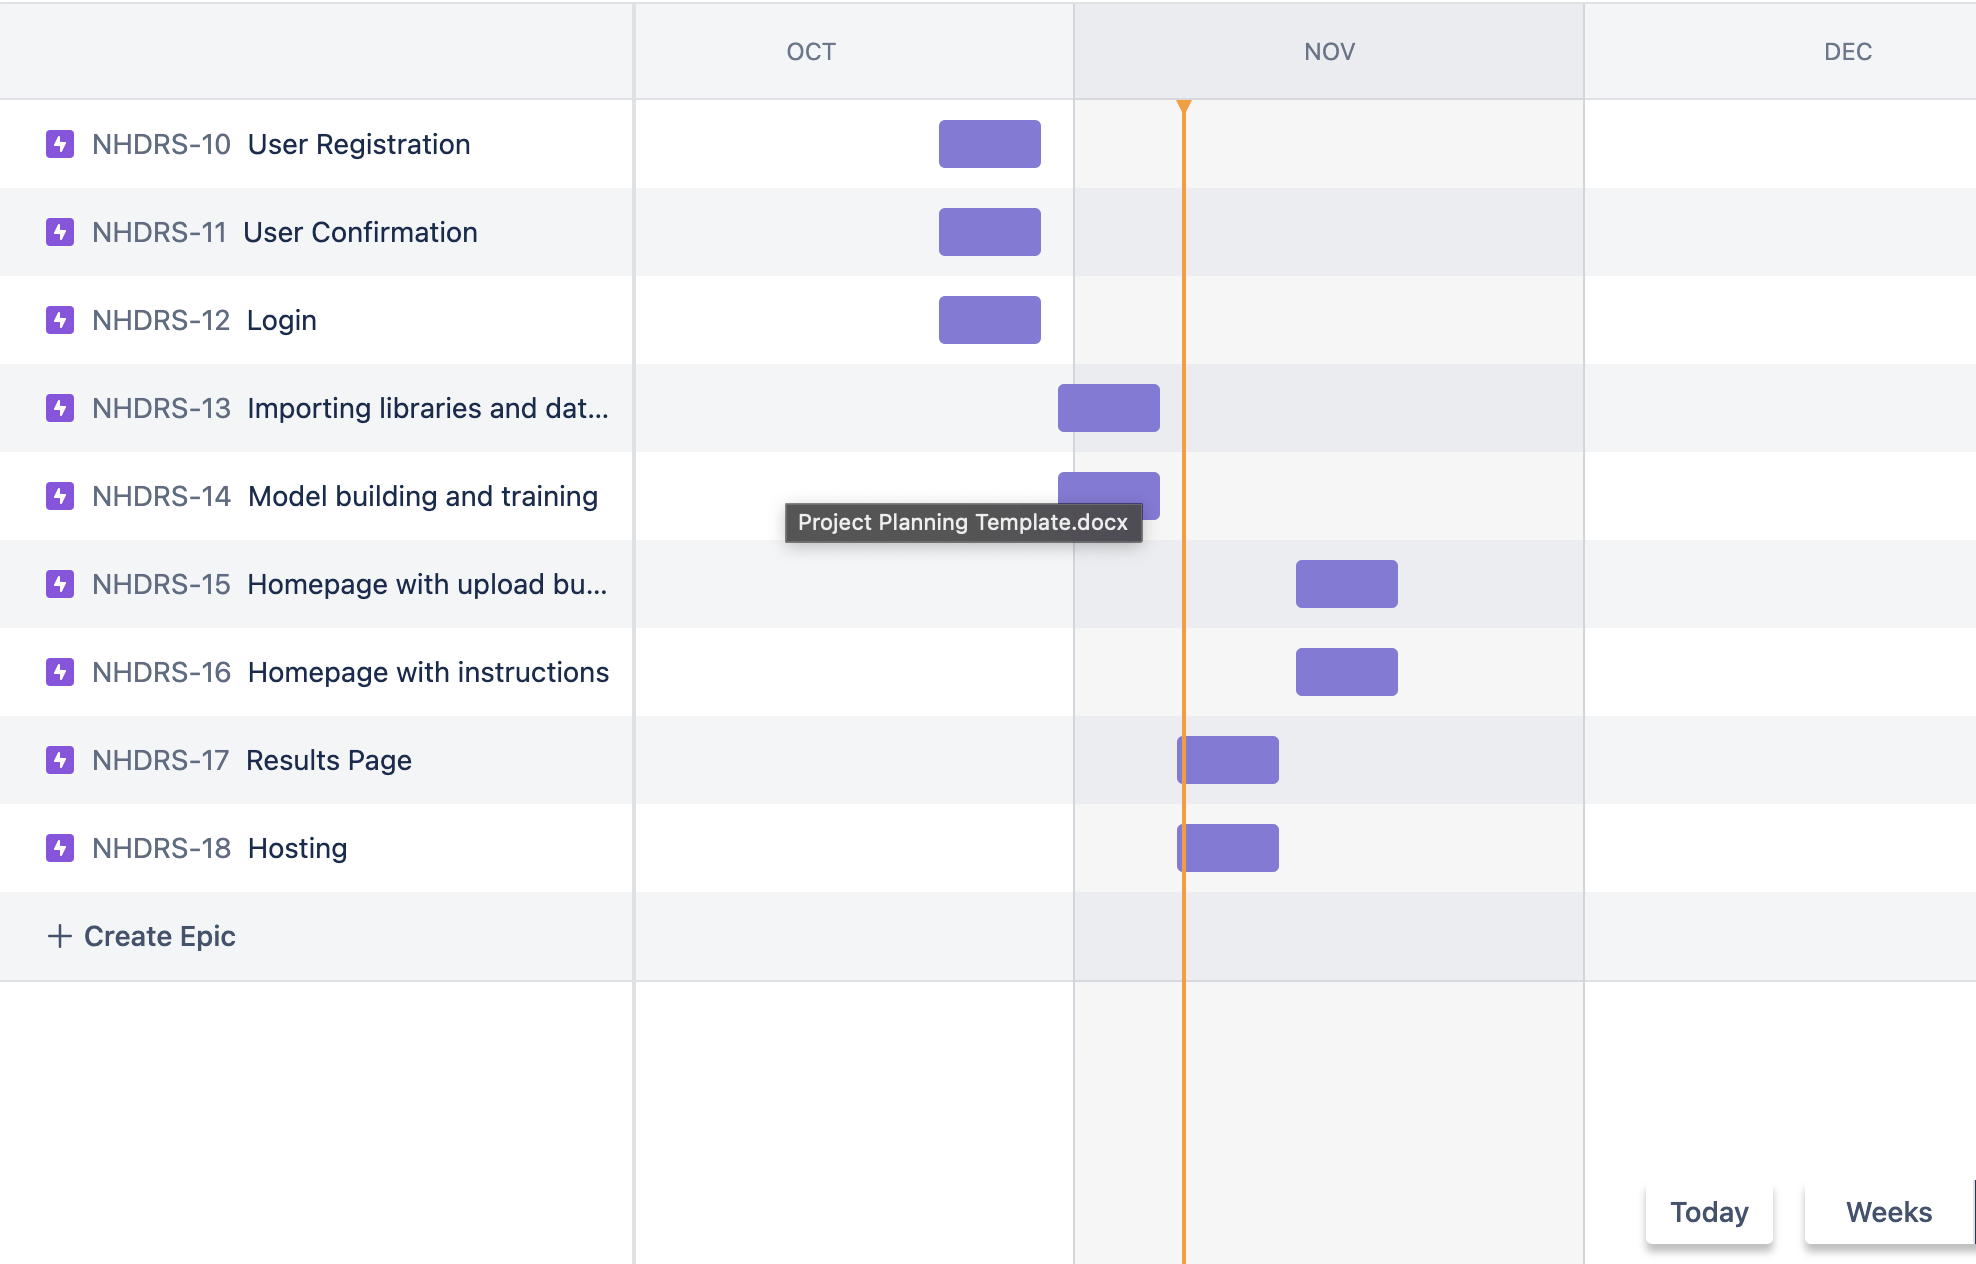 OCT NOV DEC
NHDRS-10 User Registration
NHDRS-11 User Confirmation
NHDRS-12 Login
NHDRS-13 Importing libraries and dat...
NHDRS-14 Model building and training
Project Planning Template.docx
NHDRS-15 Homepage with upload bu...
NHDRS-16 Homepage with instructions
NHDRS-17 Results Page
NHDRS-18 Hosting
+ Create Epic
Today Weeks